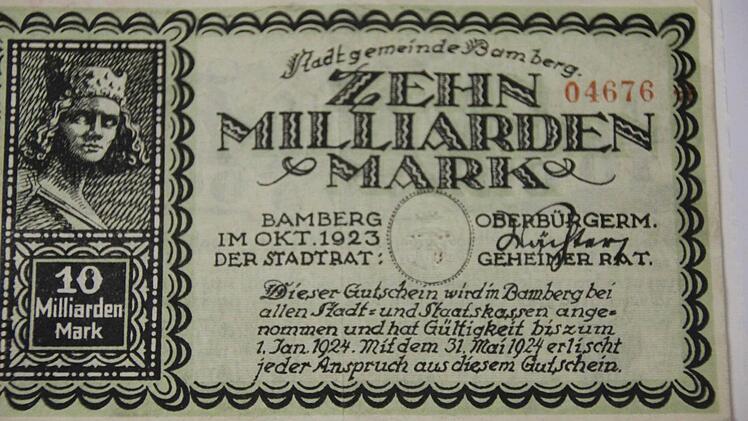 Stadtgemeinde Bamberg.
ZEHN
04676
MILLIARDEN
MARK
BAMBERG
IM OKT. 1923
DER STADTRAT:
OBERBÜRGERM.
Wächter
GEHEIMER RAT.
Dieser Gutschein wird in Bamberg bei
allen Stadt- und Staatskassen ange-
nommen und hat Gültigkeit bis zum
1. Jan. 1924. Mit dem 31. Mai 1924 erlischt
jeder Anspruch aus diesem Gutschein.
10
Milliarden
Mark